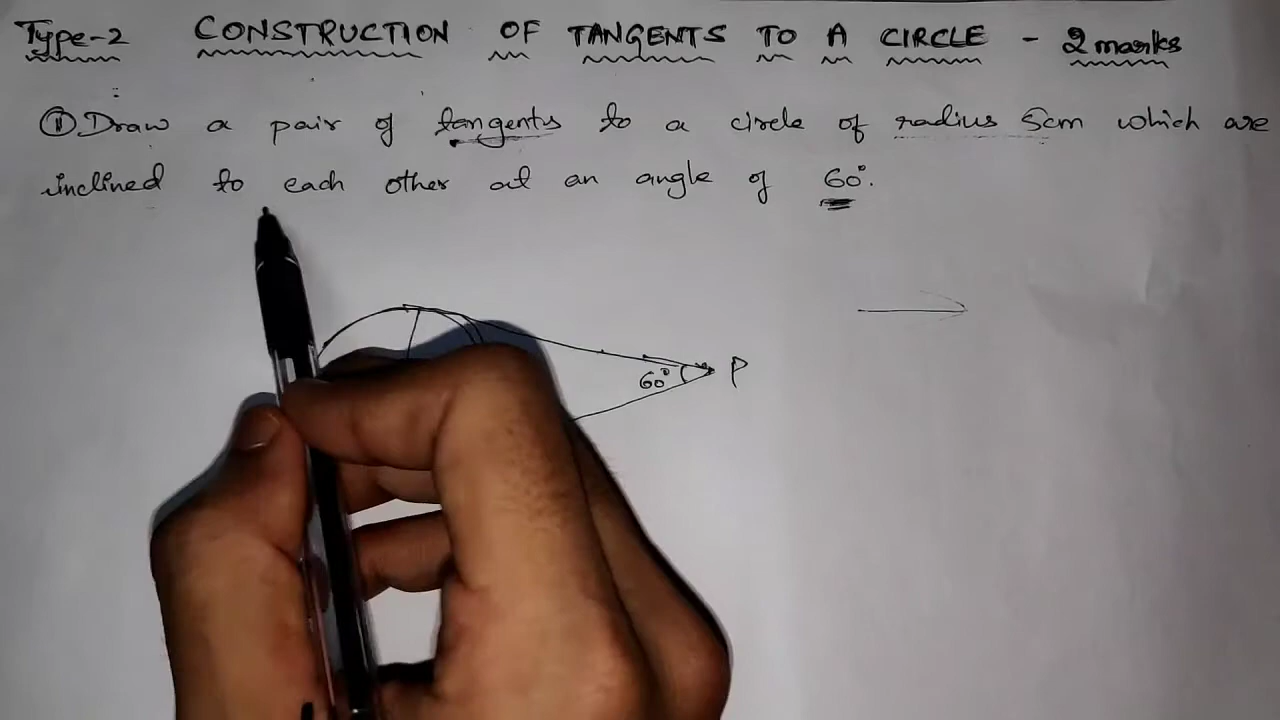 Type-2 CONSTRUCTION OF TANGENTS TO A CIRCLE - 2 marks
① Draw a pair of tangents to a circle of radius 5cm which are
inclined to each other at an angle of 60°.
60° P